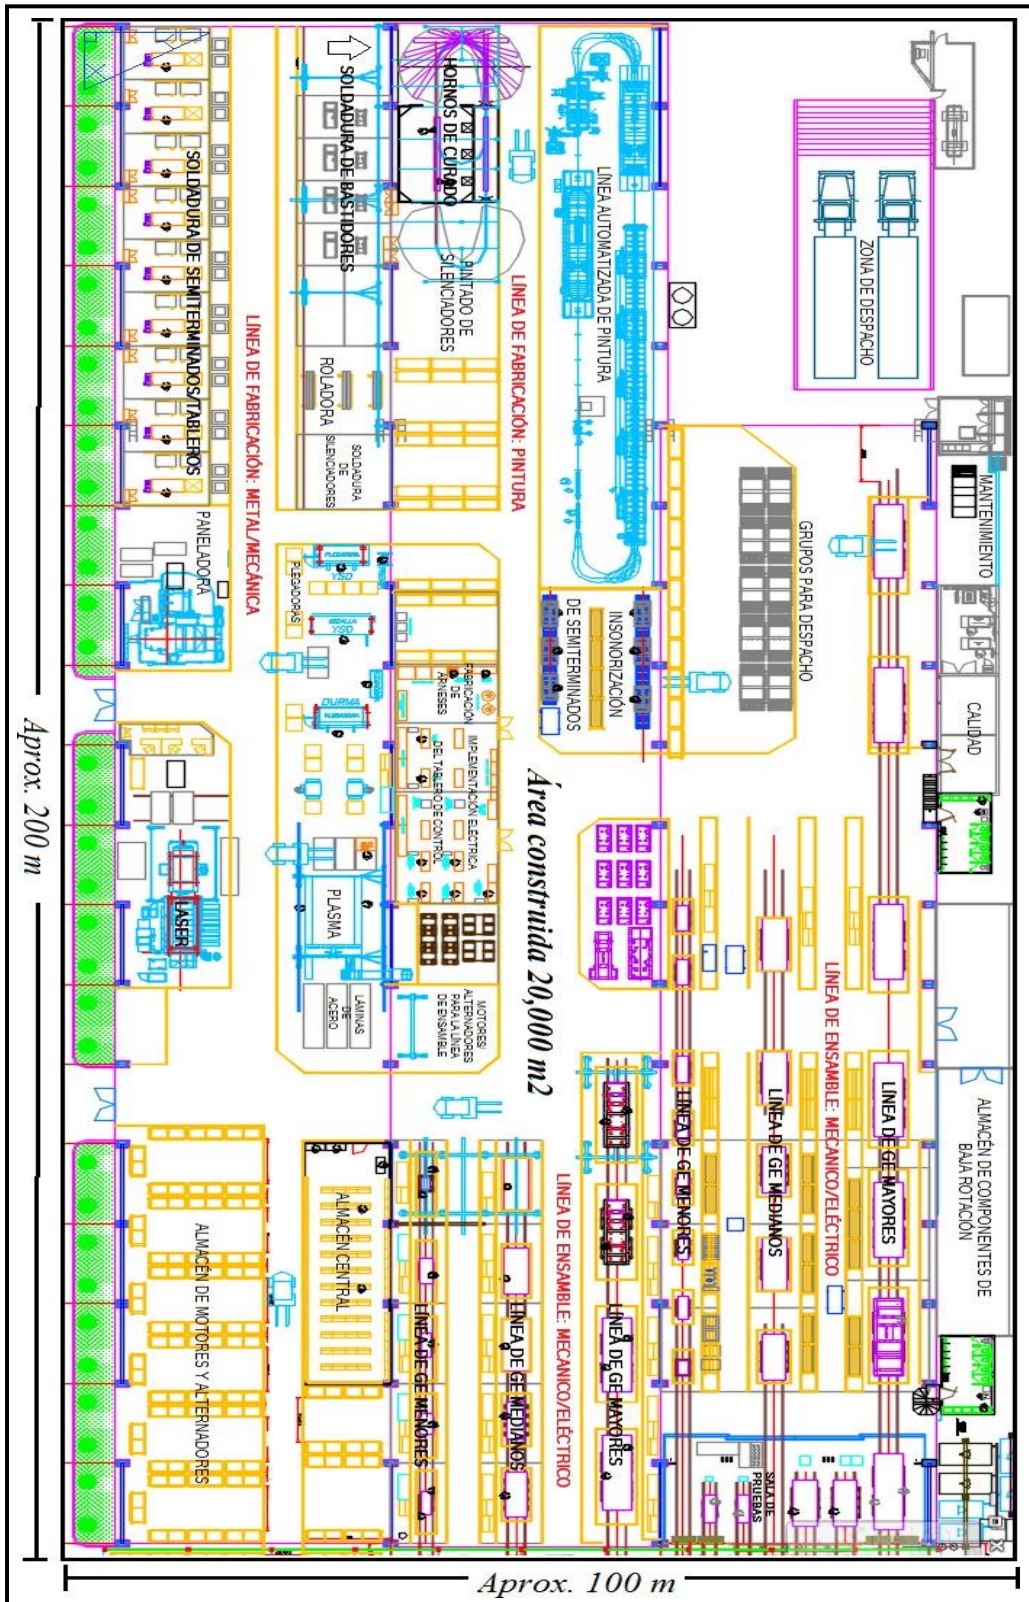 SOLDADURA DE SEMITERMINADOS/TABLEROS
LÍNEA DE FABRICACIÓN: METAL/MECÁNICA
PANELADORA
LASER
SOLDADURA DE BASTIDORES
ROLADORA
SOLDADURA
DE
SILENCIADORES
HORNOS DE CURADO
PINTADO DE
SILENCIADORES
LÍNEA DE FABRICACIÓN: PINTURA
LÍNEA AUTOMATIZADA DE PINTURA
ZONA DE DESPACHO
GRUPOS PARA DESPACHO
MANTENIMIENTO
CALIDAD
INSONORIZACIÓN
DE SEMITERMINADOS
PLEGADORAS
DURMA
FABRICACIÓN
DE
ARNESES
IMPLEMENTACIÓN ELÉCTRICA
DEL TABLERO DE CONTROL
PLASMA
LÁMINAS
DE
ACERO
MOTORES/
ALTERNADORES
PARA LA LÍNEA
DE ENSAMBLE
Área construida 20,000 m2
LÍNEA DE ENSAMBLE: MECANICO/ELÉCTRICO
LÍNEA DE GE MENORES
LÍNEA DE GE MEDIANOS
LÍNEA DE GE MAYORES
ALMACÉN DE COMPONENTES DE
BAJA ROTACIÓN
ALMACÉN DE MOTORES Y ALTERNADORES
ALMACÉN CENTRAL
LÍNEA DE GE MENORES
LÍNEA DE GE MEDIANOS
LÍNEA DE GE MAYORES
LÍNEA DE ENSAMBLE: MECANICO/ELÉCTRICO
SALA DE
PRUEBAS
Aprox. 200 m
Aprox. 100 m